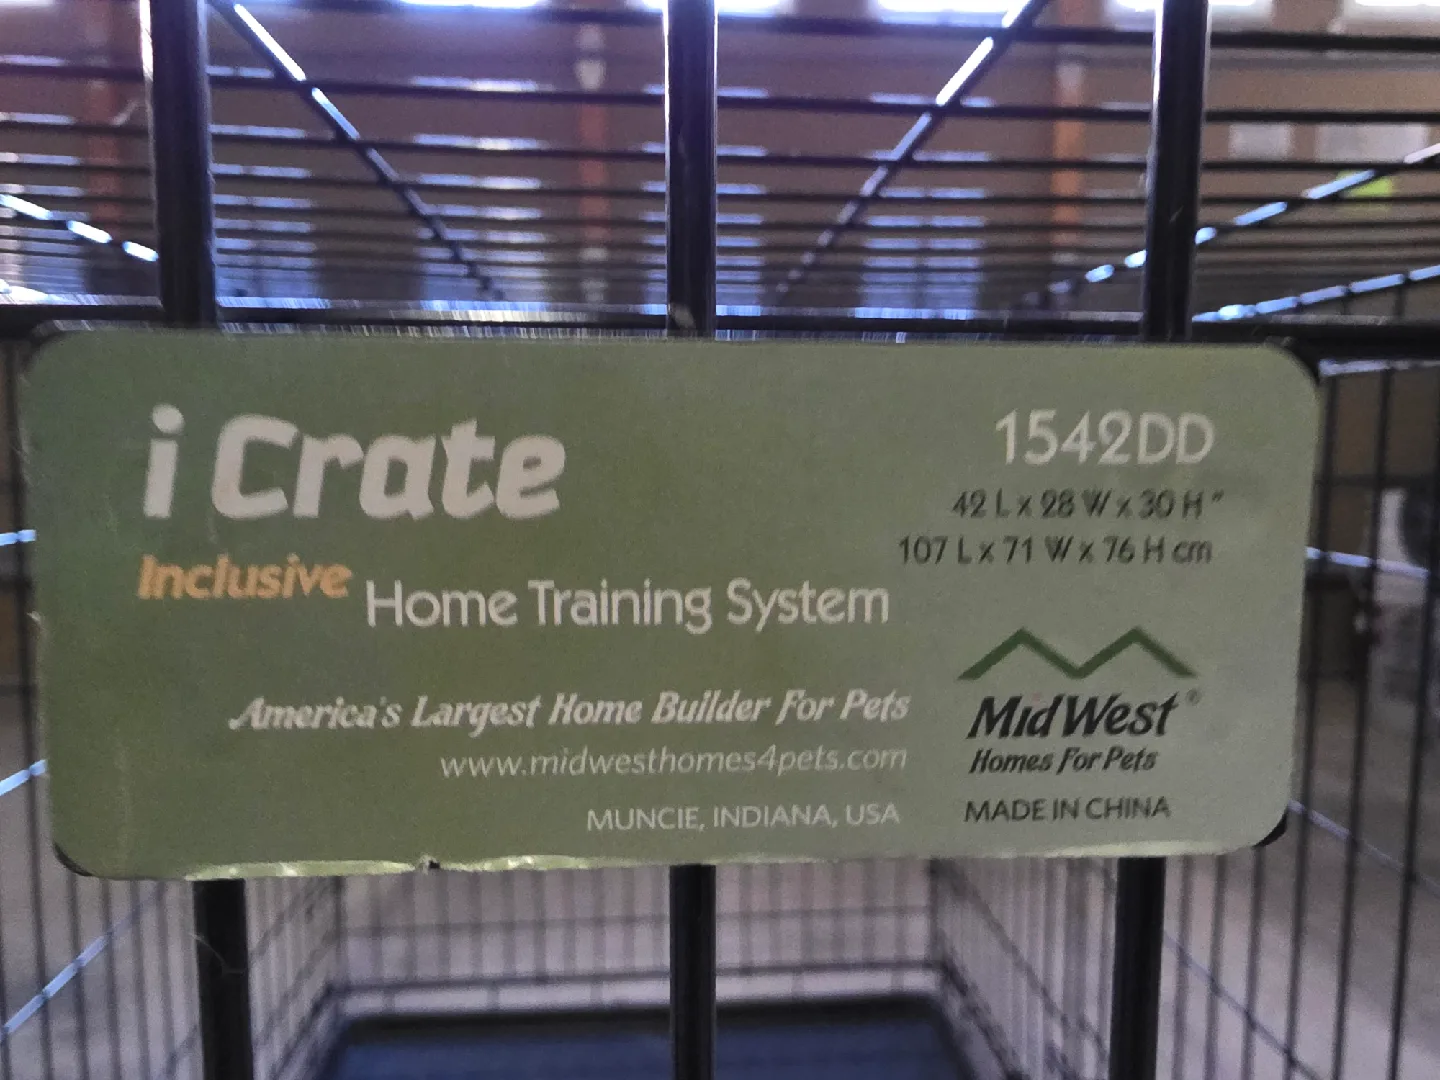 i Crate
Inclusive Home Training System
America's Largest Home Builder For Pets
www.midwesthomes4pets.com
MUNCIE, INDIANA, USA
1542DD
42 L x 28 W x 30 H "
107 L x 71 W x 76 H cm
MidWest®
Homes For Pets
MADE IN CHINA